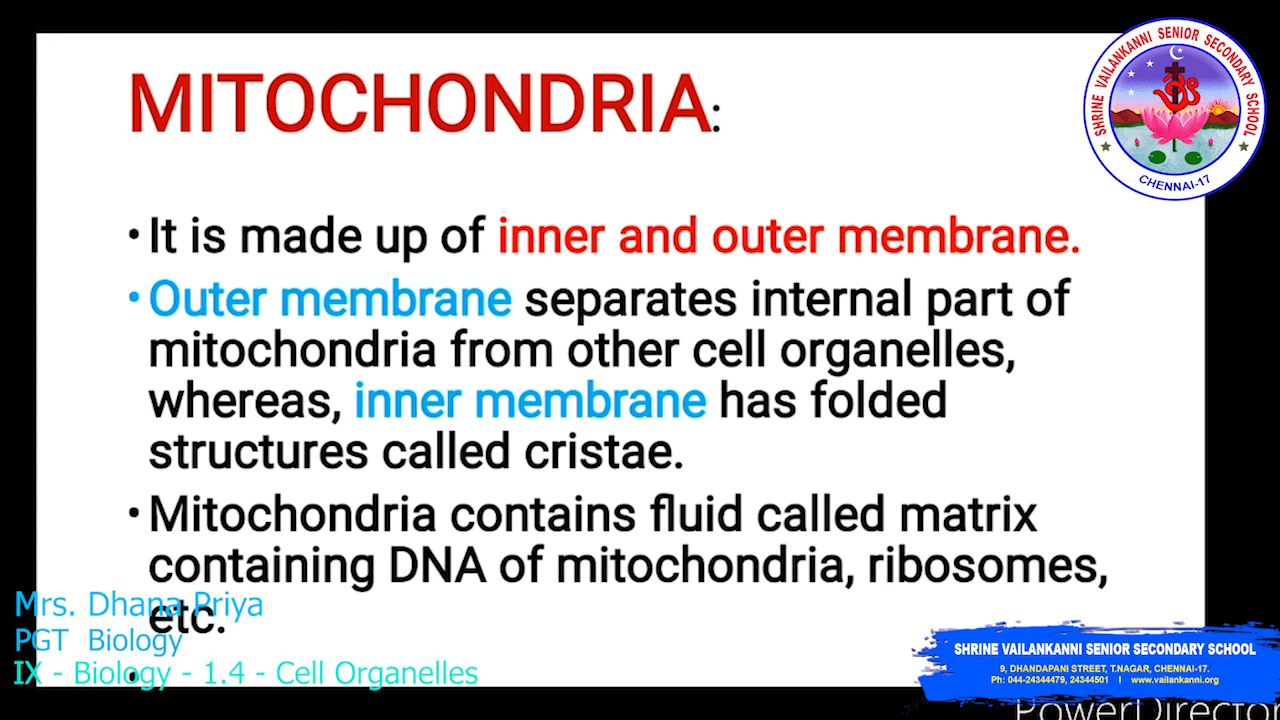 MITOCHONDRIA:
SHRINE VAILANKANNI SENIOR SECONDARY SCHOOL
CHENNAI-17
• It is made up of inner and outer membrane.
• Outer membrane separates internal part of
mitochondria from other cell organelles,
whereas, inner membrane has folded
structures called cristae.
• Mitochondria contains fluid called matrix
containing DNA of mitochondria, ribosomes,
etc.
Mrs. Dhana Priya
PGT Biology
IX - Biology - 1.4 - Cell Organelles
SHRINE VAILANKANNI SENIOR SECONDARY SCHOOL
9, DHANDAPANI STREET, T.NAGAR, CHENNAI-17.
Ph: 044-24344479, 24344501 I www.vailankanni.org
PowerDirector